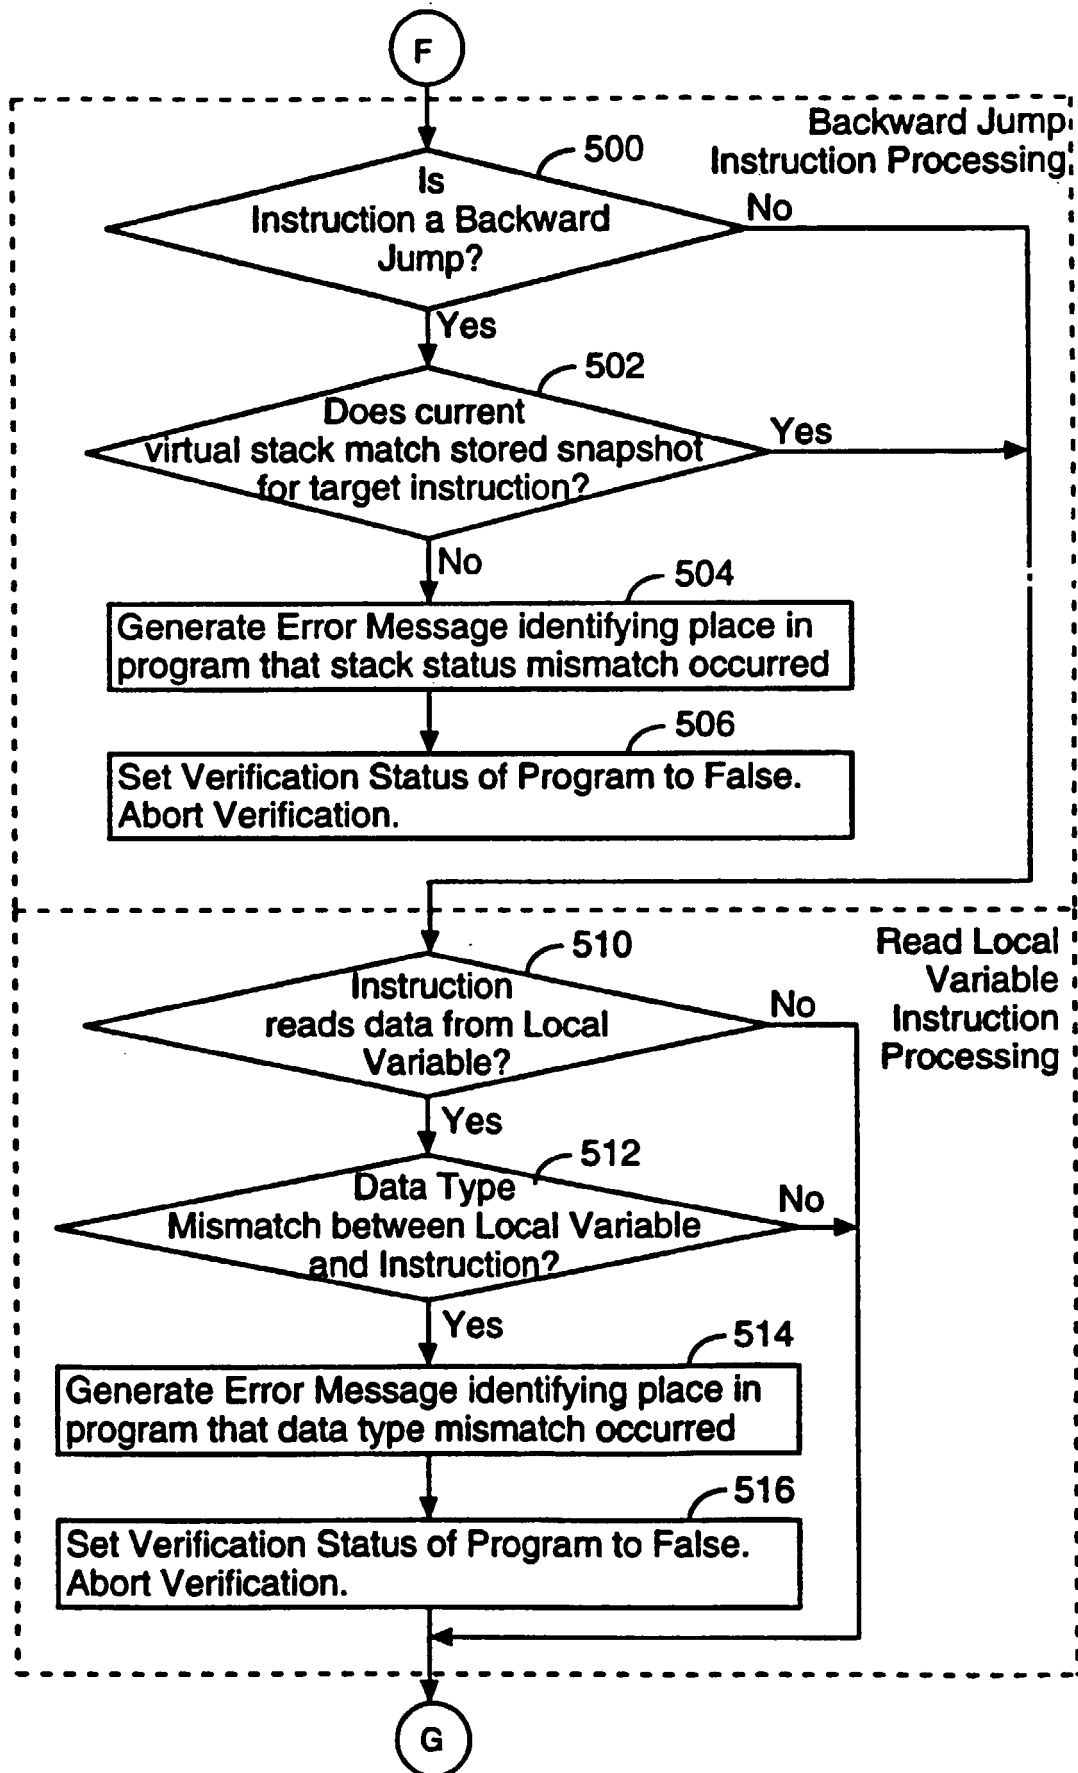 F
Backward Jump
Instruction Processing
500
Is
Instruction a Backward
Jump?
No
Yes
502
Does current
virtual stack match stored snapshot
for target instruction?
Yes
No
504
Generate Error Message identifying place in
program that stack status mismatch occurred
506
Set Verification Status of Program to False.
Abort Verification.
Read Local
Variable
Instruction
Processing
510
Instruction
reads data from Local
Variable?
No
Yes
512
Data Type
Mismatch between Local Variable
and Instruction?
No
Yes
514
Generate Error Message identifying place in
program that data type mismatch occurred
516
Set Verification Status of Program to False.
Abort Verification.
G